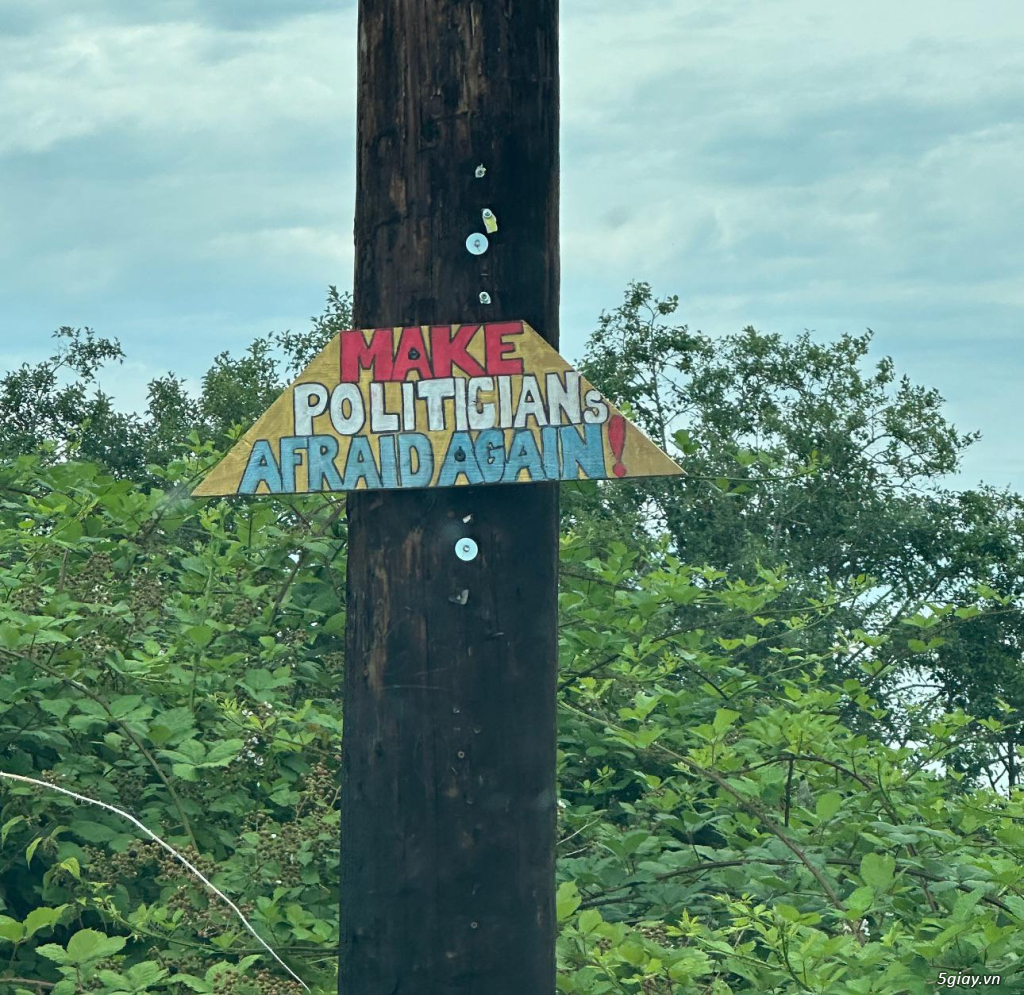 MAKE
POLITICIANS
AFRAID AGAIN!
5giay.vn